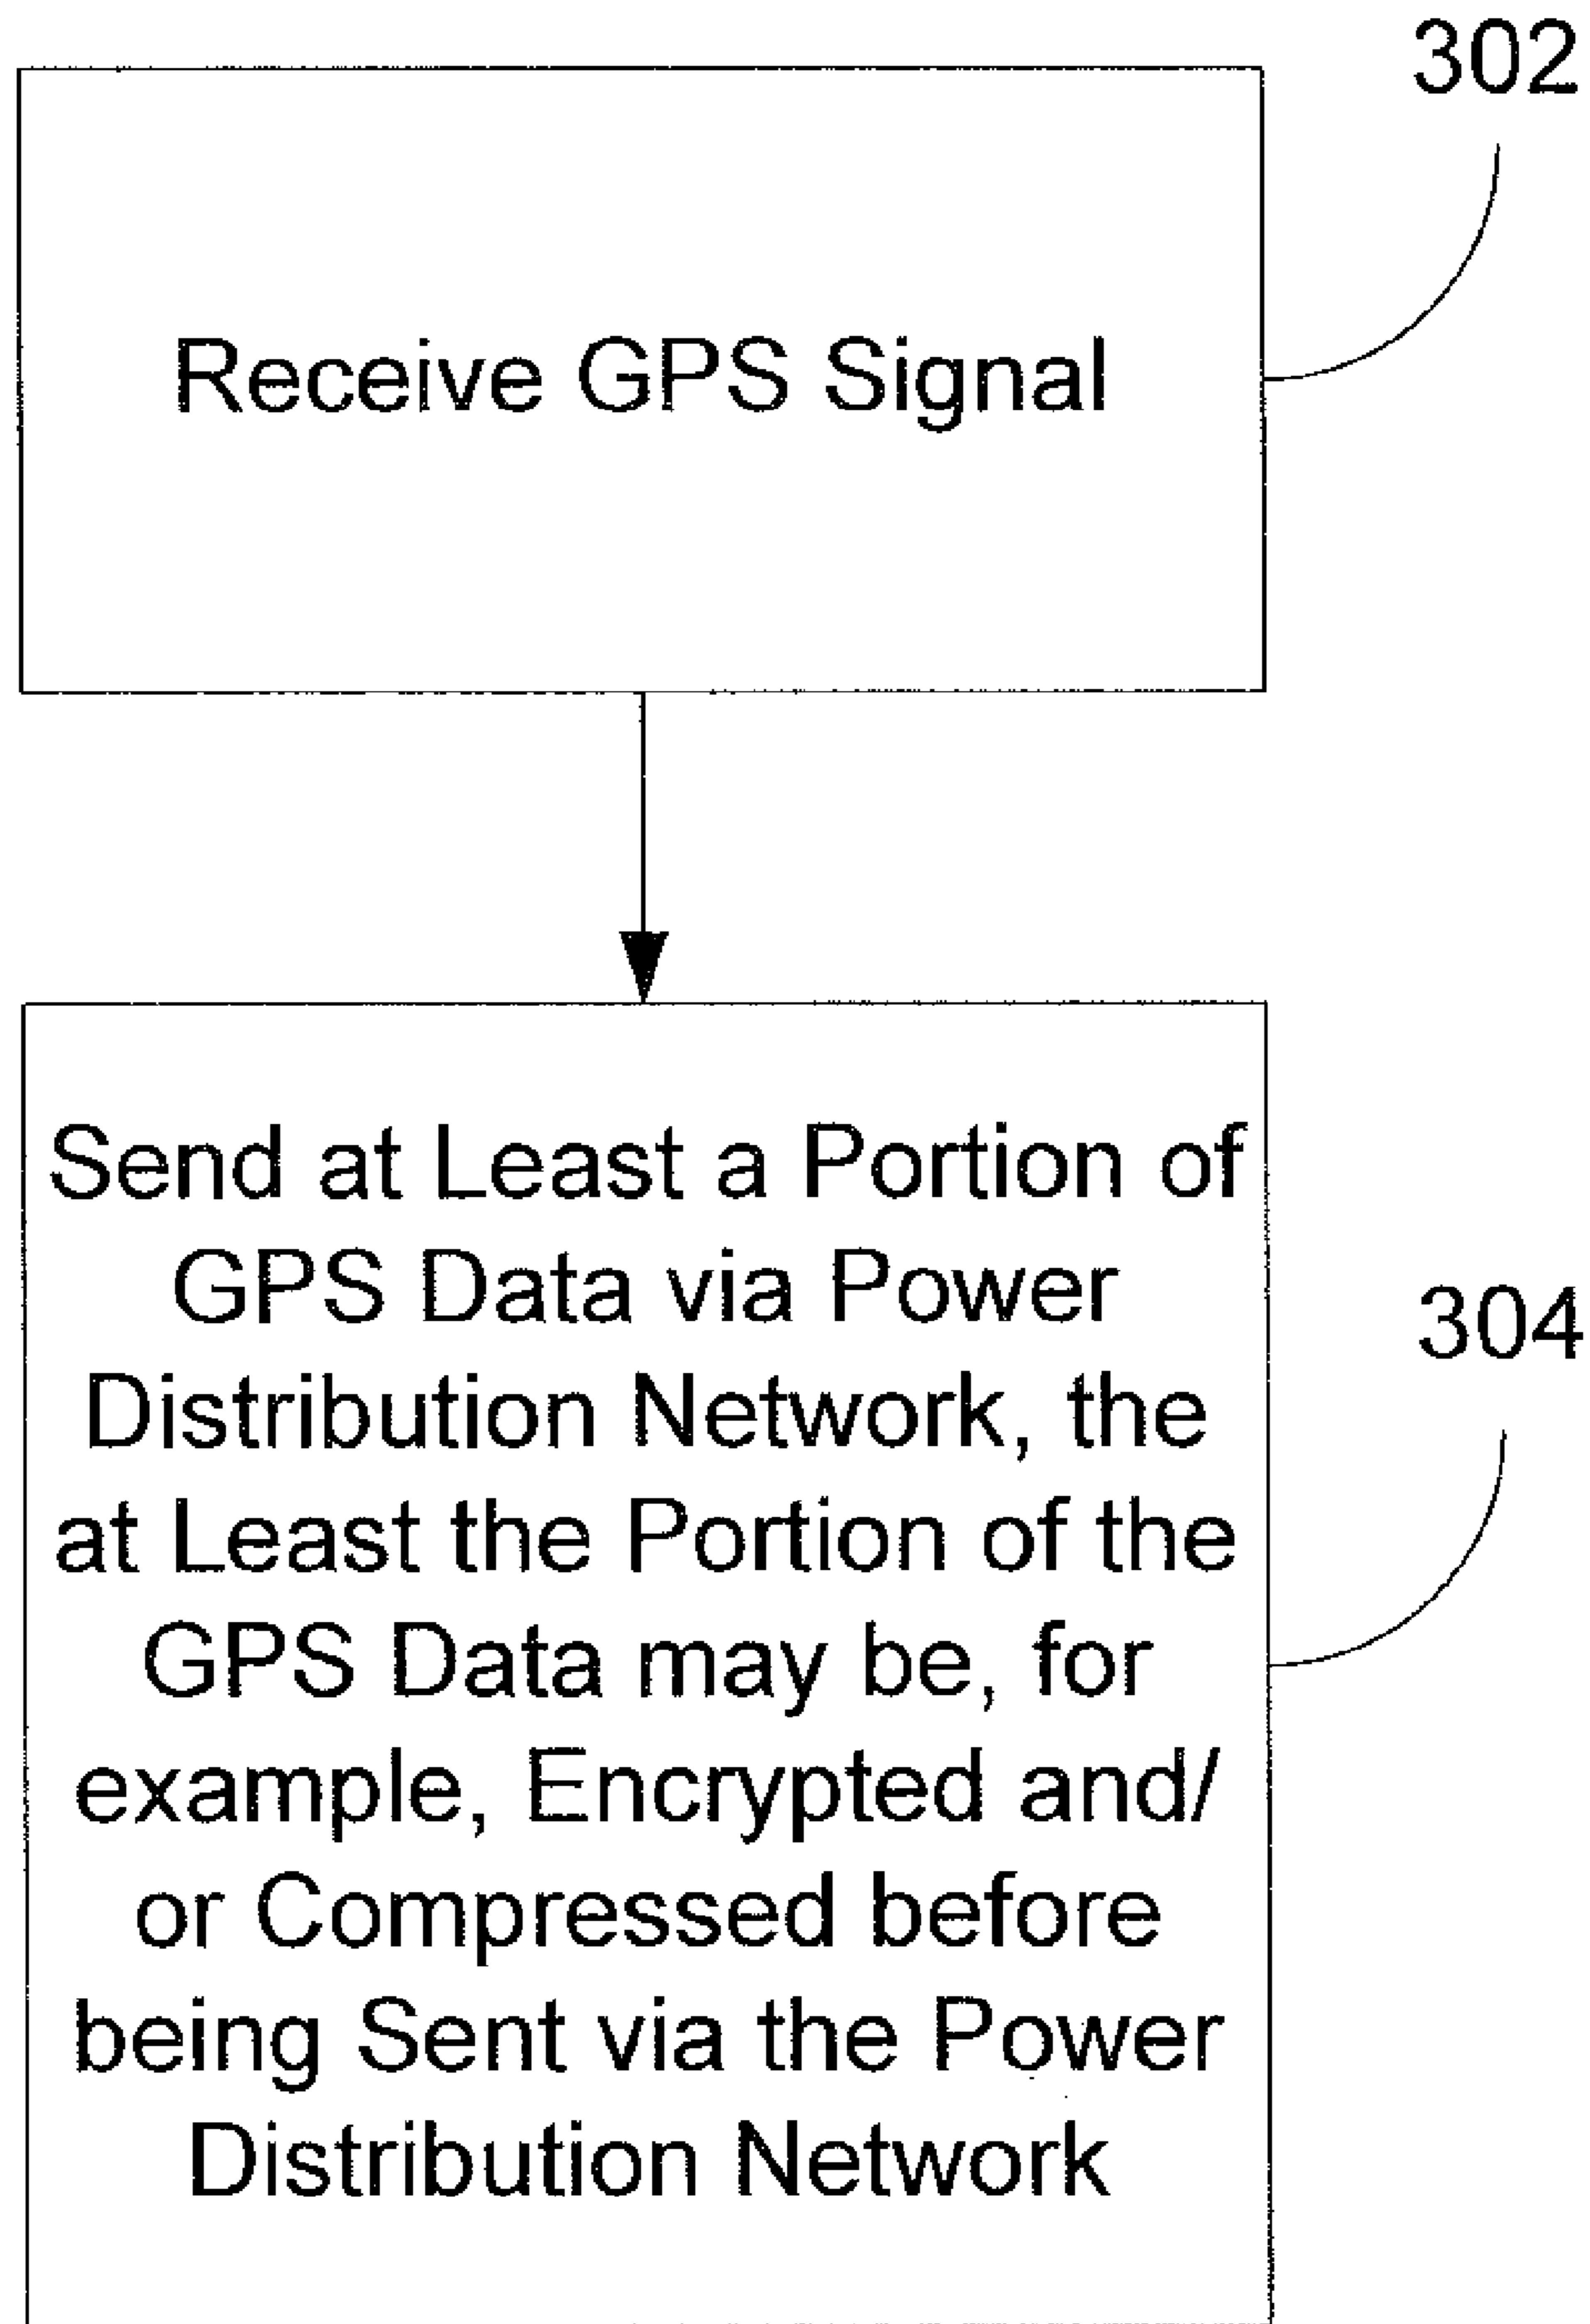 302
Receive GPS Signal
Send at Least a Portion of
GPS Data via Power
Distribution Network, the
at Least the Portion of the
GPS Data may be, for
example, Encrypted and/
or Compressed before
being Sent via the Power
Distribution Network
304